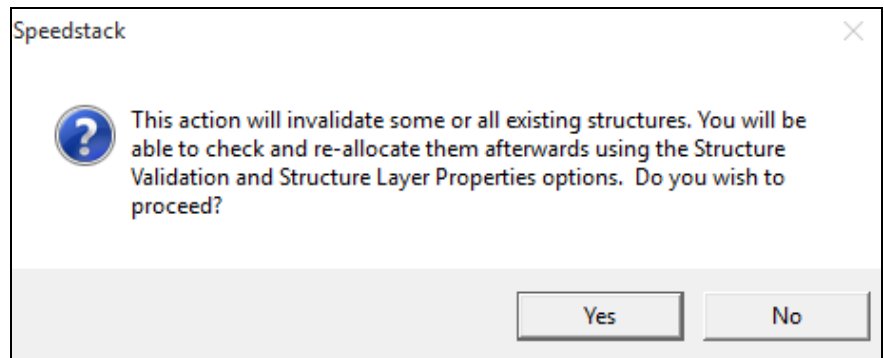 Speedstack
This action will invalidate some or all existing structures. You will be
able to check and re-allocate them afterwards using the Structure
Validation and Structure Layer Properties options.  Do you wish to
proceed?
Yes No